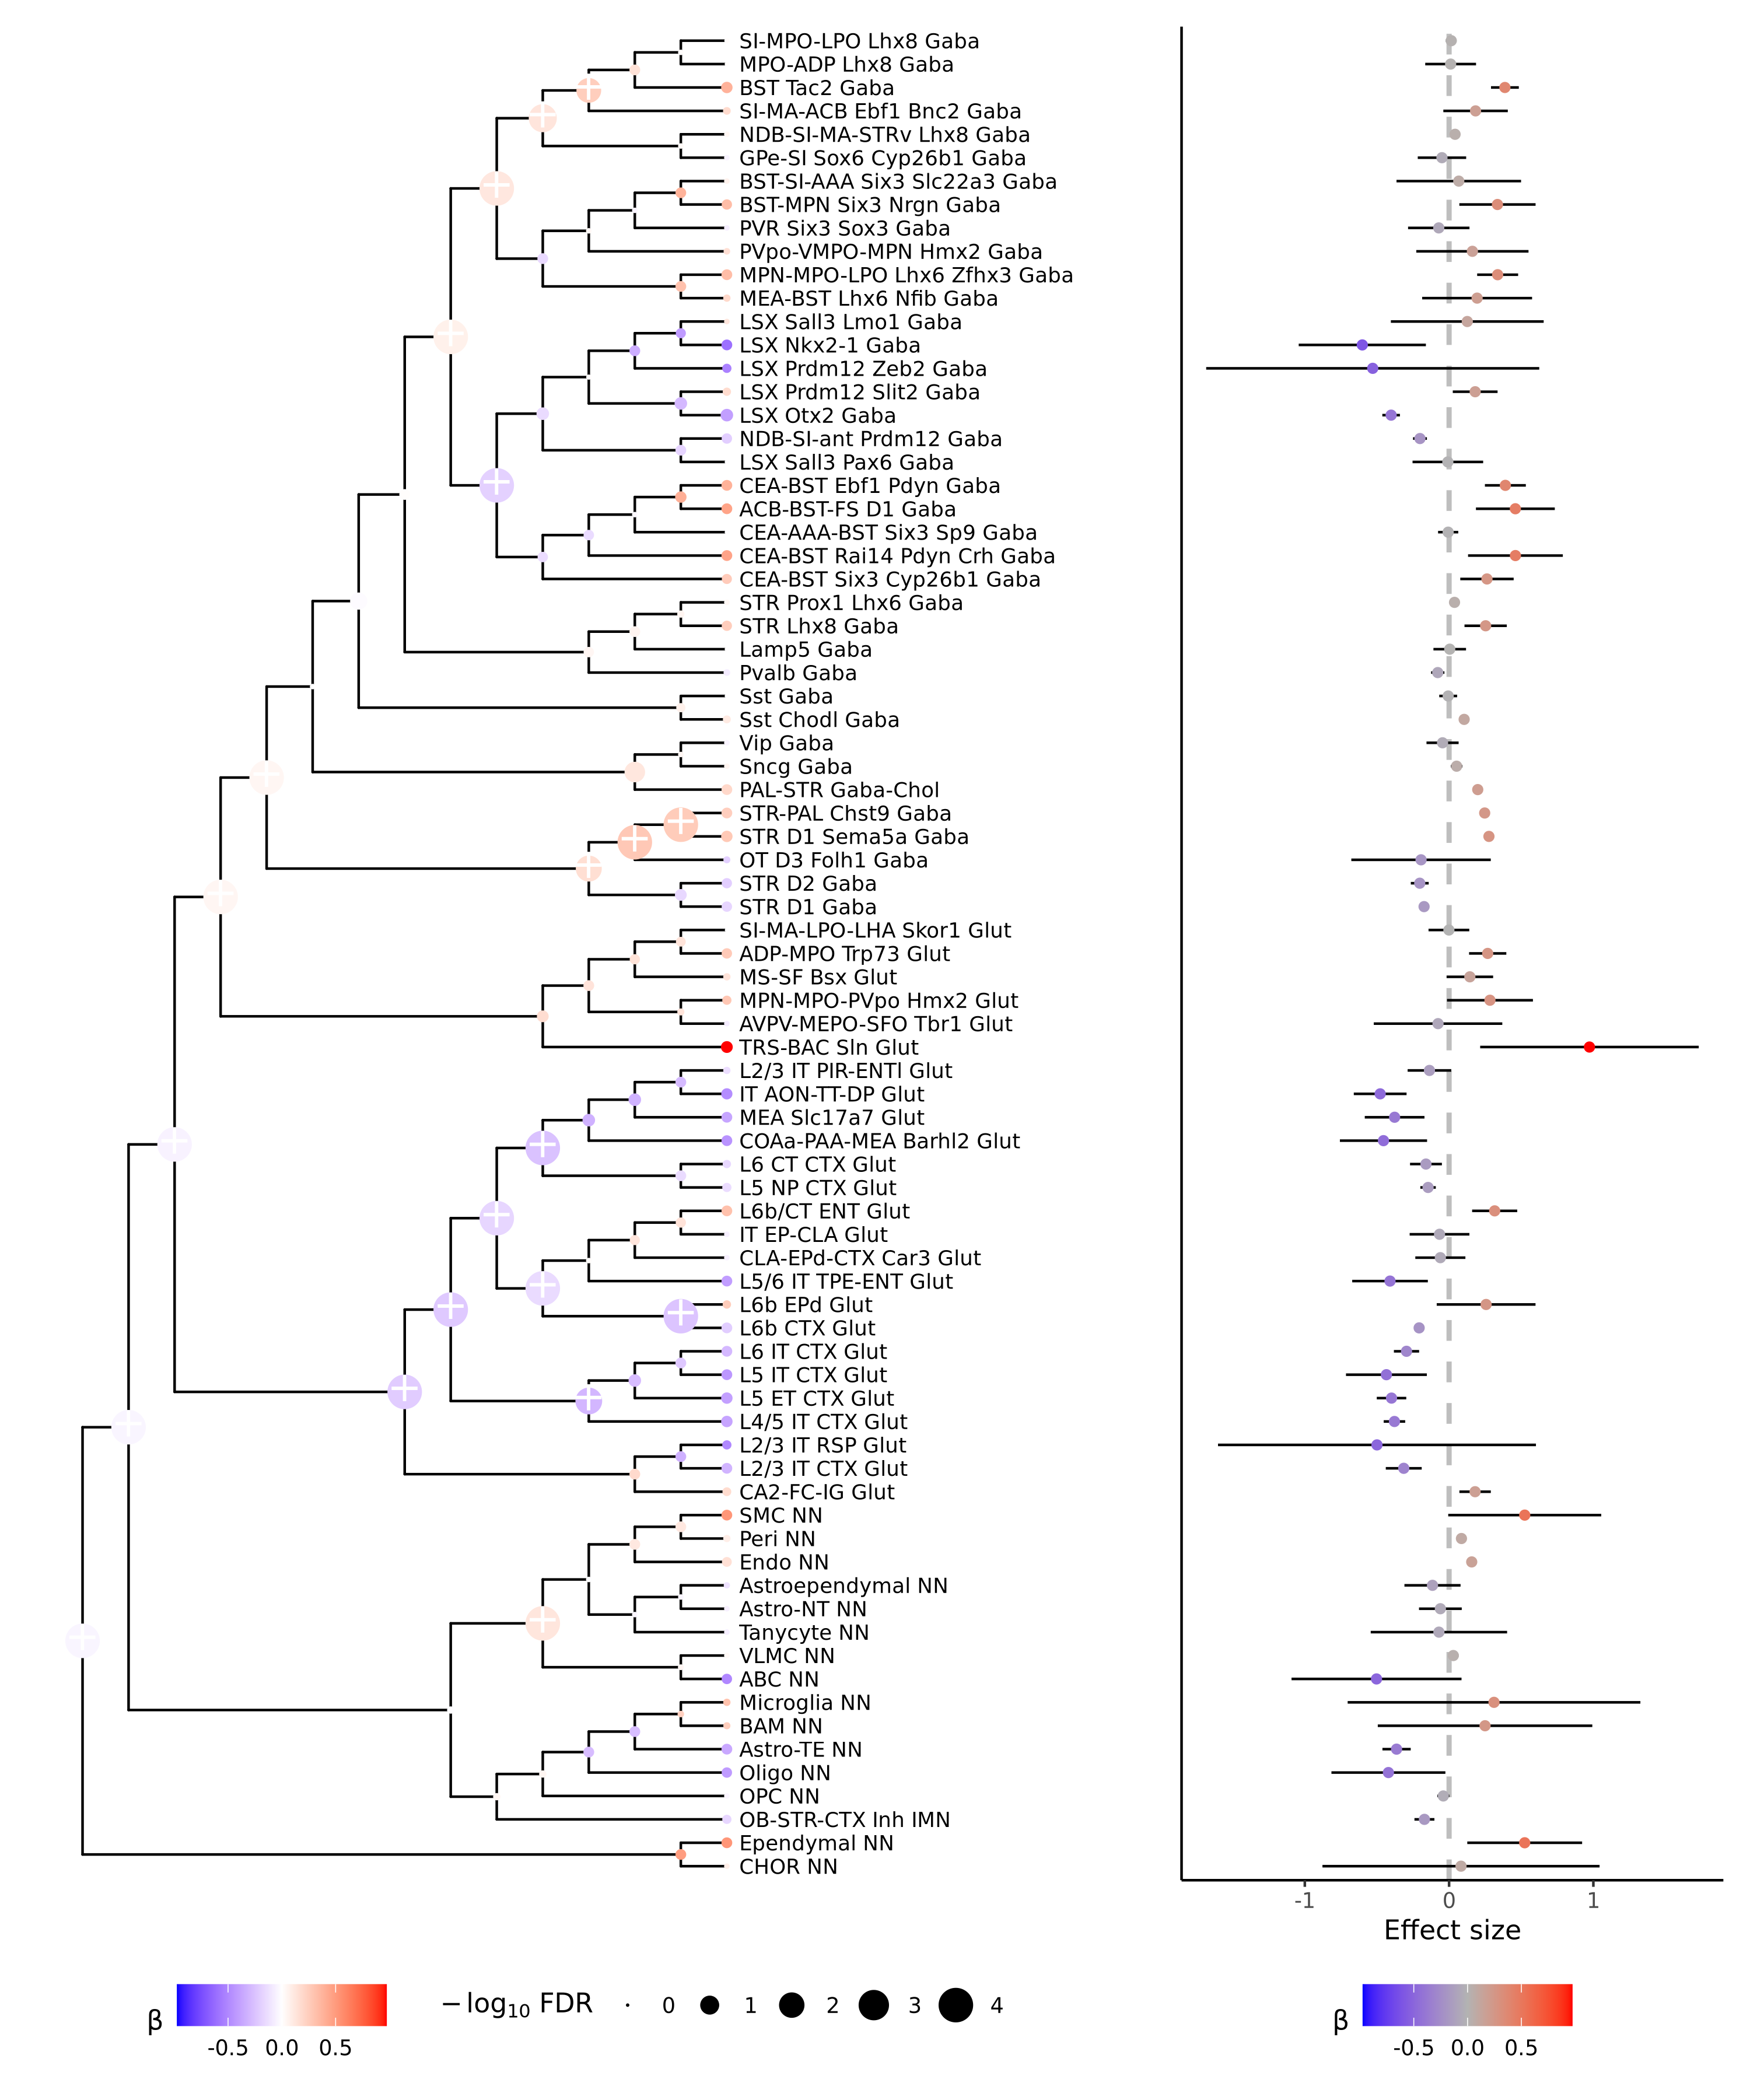 SI-MPO-LPO Lhx8 Gaba
MPO-ADP Lhx8 Gaba
BST Tac2 Gaba
SI-MA-ACB Ebf1 Bnc2 Gaba
NDB-SI-MA-STRv Lhx8 Gaba
GPe-SI Sox6 Cyp26b1 Gaba
BST-SI-AAA Six3 Slc22a3 Gaba
BST-MPN Six3 Nrgn Gaba
PVR Six3 Sox3 Gaba
PVpo-VMPO-MPN Hmx2 Gaba
MPN-MPO-LPO Lhx6 Zfhx3 Gaba
MEA-BST Lhx6 Nfib Gaba
LSX Sall3 Lmo1 Gaba
LSX Nkx2-1 Gaba
LSX Prdm12 Zeb2 Gaba
LSX Prdm12 Slit2 Gaba
LSX Otx2 Gaba
NDB-SI-ant Prdm12 Gaba
LSX Sall3 Pax6 Gaba
CEA-BST Ebf1 Pdyn Gaba
ACB-BST-FS D1 Gaba
CEA-AAA-BST Six3 Sp9 Gaba
CEA-BST Rai14 Pdyn Crh Gaba
CEA-BST Six3 Cyp26b1 Gaba
STR Prox1 Lhx6 Gaba
STR Lhx8 Gaba
Lamp5 Gaba
Pvalb Gaba
Sst Gaba
Sst Chodl Gaba
Vip Gaba
Sncg Gaba
PAL-STR Gaba-Chol
STR-PAL Chst9 Gaba
STR D1 Sema5a Gaba
OT D3 Folh1 Gaba
STR D2 Gaba
STR D1 Gaba
SI-MA-LPO-LHA Skor1 Glut
ADP-MPO Trp73 Glut
MS-SF Bsx Glut
MPN-MPO-PVpo Hmx2 Glut
AVPV-MEPO-SFO Tbr1 Glut
TRS-BAC Sln Glut
L2/3 IT PIR-ENTl Glut
IT AON-TT-DP Glut
MEA Slc17a7 Glut
COAa-PAA-MEA Barhl2 Glut
L6 CT CTX Glut
L5 NP CTX Glut
L6b/CT ENT Glut
IT EP-CLA Glut
CLA-EPd-CTX Car3 Glut
L5/6 IT TPE-ENT Glut
L6b EPd Glut
L6b CTX Glut
L6 IT CTX Glut
L5 IT CTX Glut
L5 ET CTX Glut
L4/5 IT CTX Glut
L2/3 IT RSP Glut
L2/3 IT CTX Glut
CA2-FC-IG Glut
SMC NN
Peri NN
Endo NN
Astroependymal NN
Astro-NT NN
Tanycyte NN
VLMC NN
ABC NN
Microglia NN
BAM NN
Astro-TE NN
Oligo NN
OPC NN
OB-STR-CTX Inh IMN
Ependymal NN
CHOR NN
-1 0 1
Effect size
β -0.5 0.0 0.5
−log₁₀ FDR 0 1 2 3 4
β -0.5 0.0 0.5